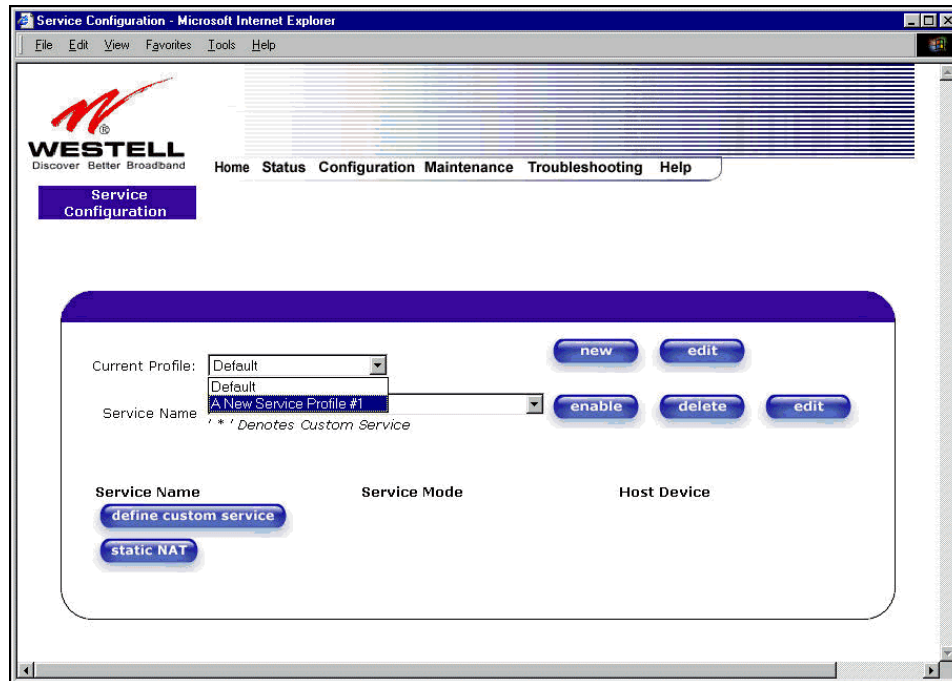 Service Configuration - Microsoft Internet Explorer
File Edit View Favorites Tools Help
®
WESTELL
Discover Better Broadband
Home Status Configuration Maintenance Troubleshooting Help
Service
Configuration
Current Profile: Default
new edit
Default
A New Service Profile #1
Service Name
enable delete edit
' * ' Denotes Custom Service
Service Name Service Mode Host Device
define custom service
static NAT